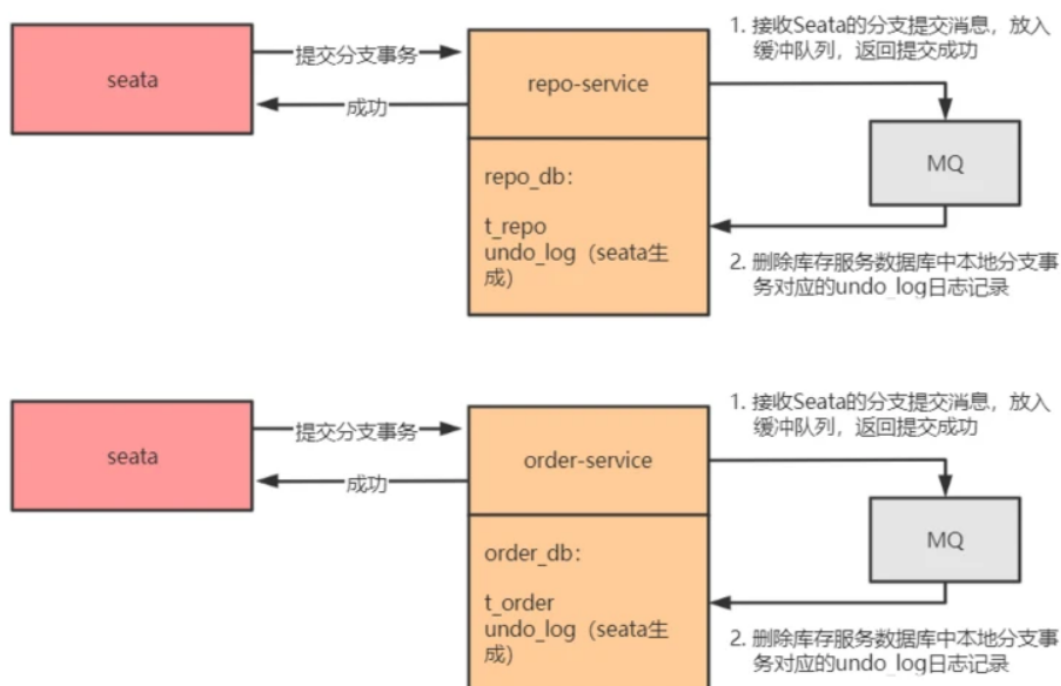 seata
提交分支事务
成功
repo-service
repo_db：
t_repo
undo_log（seata生
成）
1. 接收Seata的分支提交消息，放入
缓冲队列，返回提交成功
MQ
2. 删除库存服务数据库中本地分支事
务对应的undo_log日志记录
seata
提交分支事务
成功
order-service
order_db：
t_order
undo_log（seata生
成）
1. 接收Seata的分支提交消息，放入
缓冲队列，返回提交成功
MQ
2. 删除库存服务数据库中本地分支事
务对应的undo_log日志记录